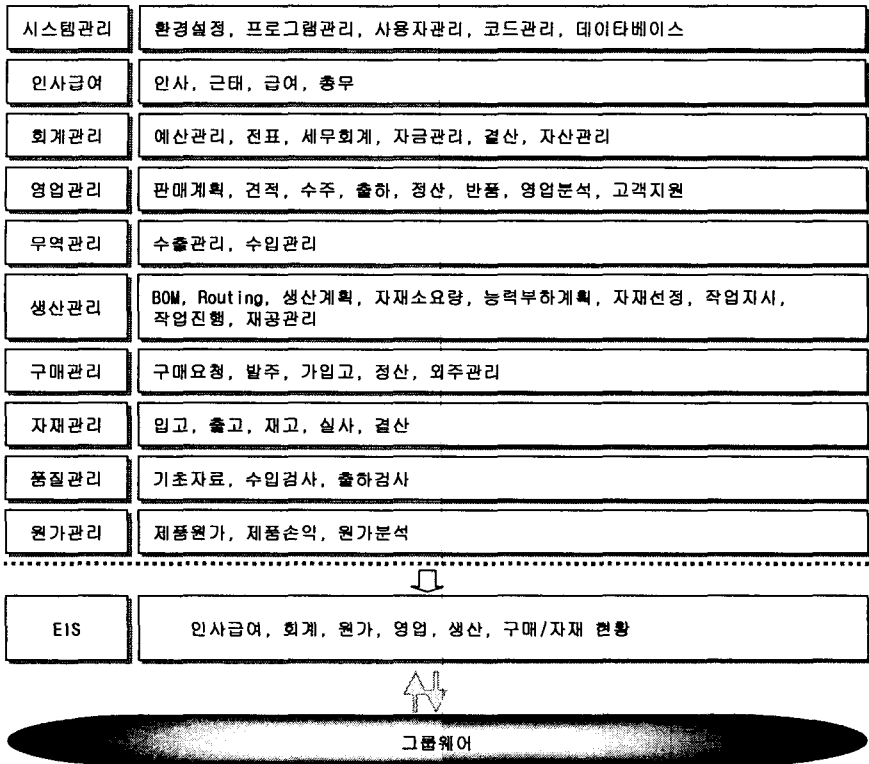 시스템관리
환경설정, 프로그램관리, 사용자관리, 코드관리, 데이타베이스
인사급여
인사, 근태, 급여, 총무
회계관리
예산관리, 전표, 세무회계, 자금관리, 결산, 자산관리
영업관리
판매계획, 견적, 수주, 출하, 정산, 반품, 영업분석, 고객지원
무역관리
수출관리, 수입관리
생산관리
BOM, Routing, 생산계획, 자재소요량, 능력부하계획, 자재선정, 작업지시,
작업진행, 재공관리
구매관리
구매요청, 발주, 가입고, 정산, 외주관리
자재관리
입고, 출고, 재고, 실사, 결산
품질관리
기초자료, 수입검사, 출하검사
원가관리
제품원가, 제품손익, 원가분석
EIS
인사급여, 회계, 원가, 영업, 생산, 구매/자재 현황
그룹웨어